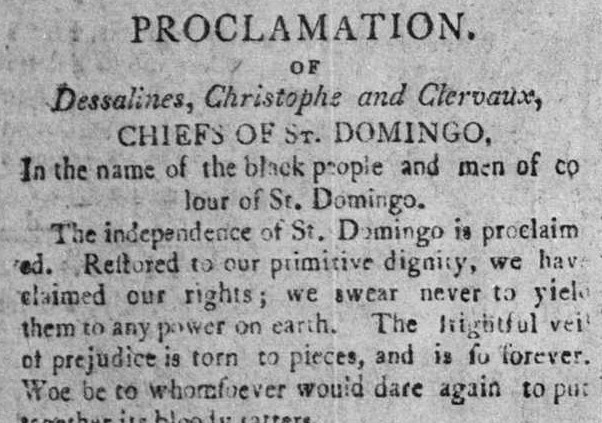 PROCLAMATION.
OF
Dessalines, Christophe and Clervaux,
CHIEFS OF ST. DOMINGO,
In the name of the black people and men of co
lour of St. Domingo.
The independence of St. Domingo is proclaim
ed. Reſtored to our primitive dignity, we have
claimed our rights; we swear never to yield
them to any power on earth. The frightful veil
of prejudice is torn to pieces, and is ſo forever.
Woe be to whomſoever would dare again to put
together its bloody tatters.